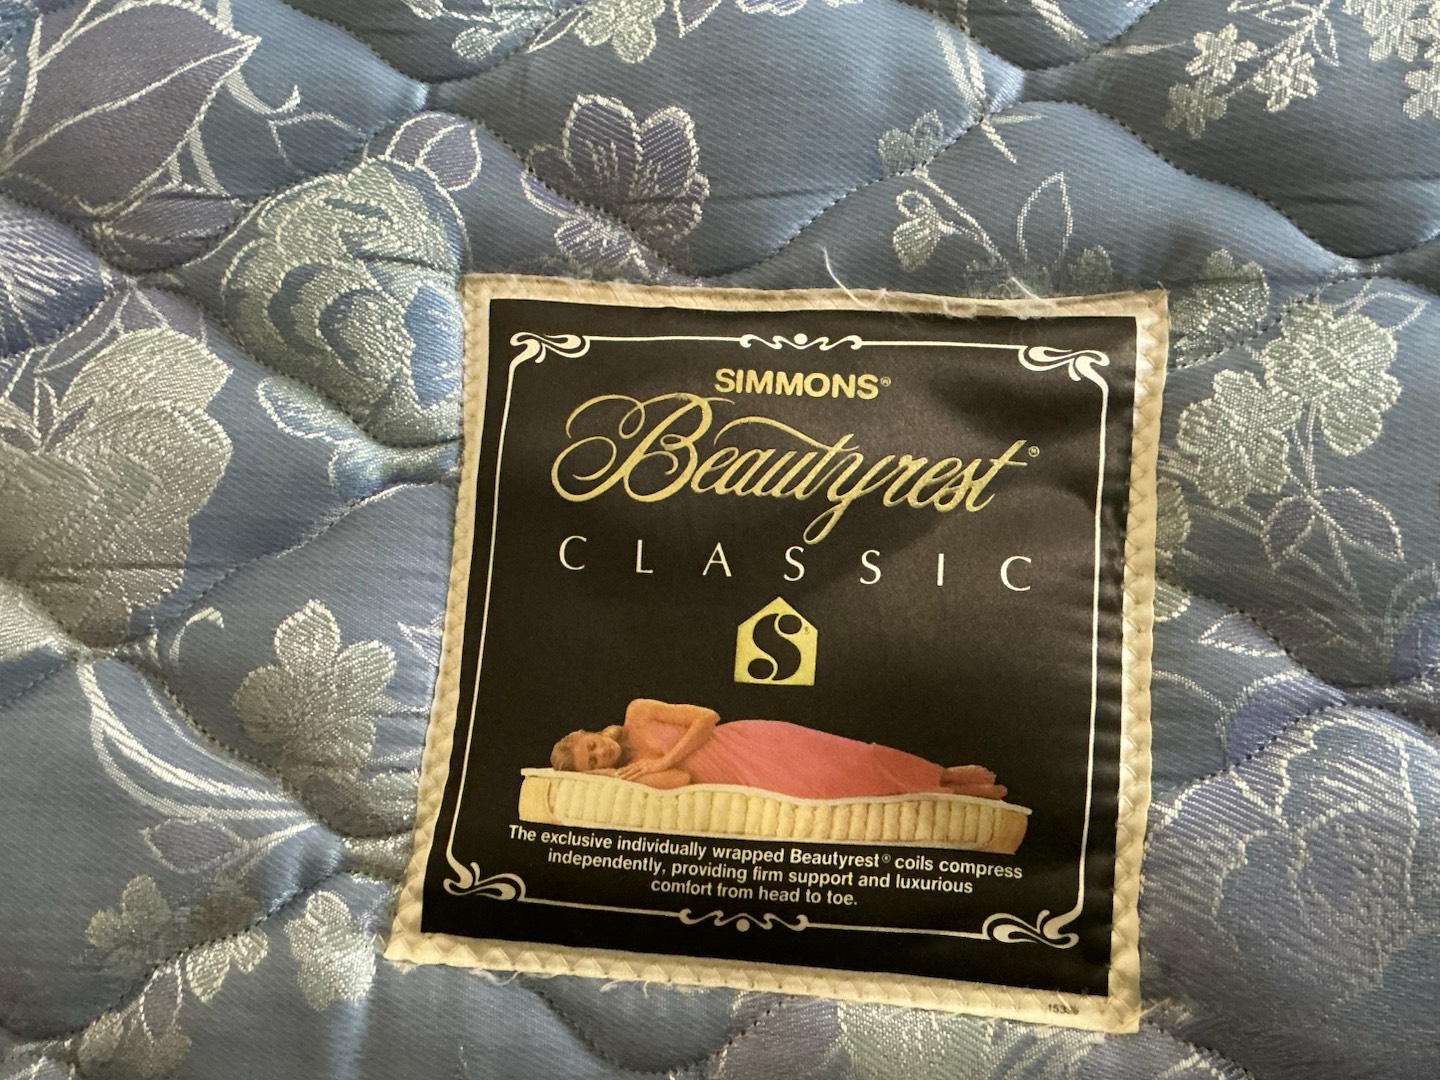 SIMMONS®
Beautyrest®
CLASSIC
S®
The exclusive individually wrapped Beautyrest® coils compress
independently, providing firm support and luxurious
comfort from head to toe.